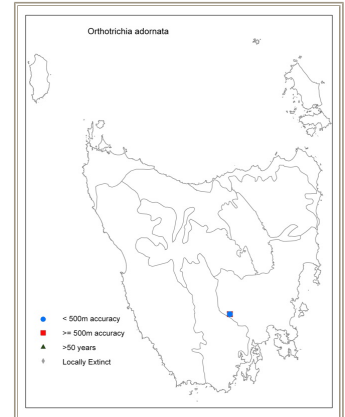 Orthotrichia adornata
< 500m accuracy
>= 500m accuracy
>50 years
Locally Extinct